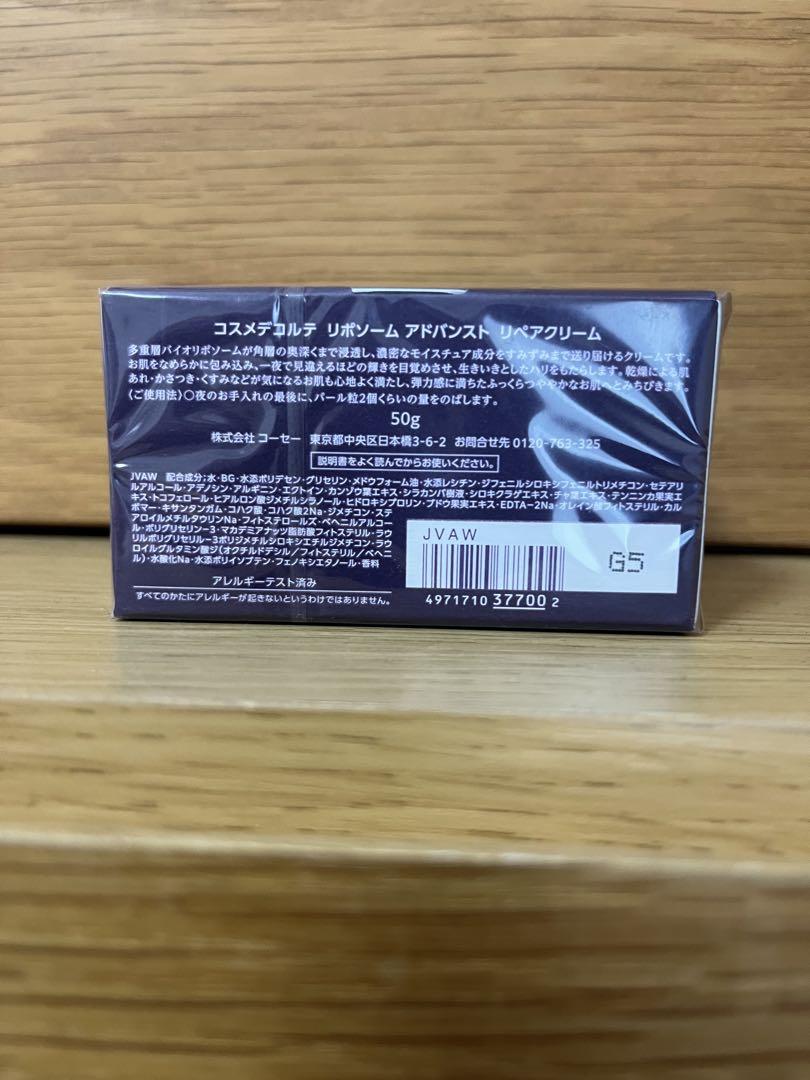 コスメデコルテ リポソーム アドバンスト リペアクリーム
多重層バイオリポソームが角層の奥深くまで浸透し、濃密なモイスチュア成分をすみずみまで送り届けるクリームです。
お肌をなめらかに包み込み、一夜で見違えるほどの輝きを目覚めさせ、生きいきとしたハリをもたらします。乾燥による肌
あれ・かさつき・くすみなどが気になるお肌も心地よく満たし、弾力感に満ちたふっくらつややかなお肌へとみちびきます。
〈ご使用法〉○夜のお手入れの最後に、パール粒2個くらいの量をのばします。
50g
株式会社 コーセー 東京都中央区日本橋3-6-2 お問合せ先 0120-763-325
説明書をよく読んでからお使いください。
JVAW 配合成分;水・BG・水添ポリデセン・グリセリン・メドウフォーム油・水添レシチン・ジフェニルシロキシフェニルトリメチコン・セテアリ
ルアルコール・アデノシン・アルギニン・エクトイン・カンゾウ葉エキス・シラカンバ樹液・シロキクラゲエキス・チャ葉エキス・テンニンカ果実エ
キス・トコフェロール・ヒアルロン酸ジメチルシラノール・ヒドロキシプロリン・ブドウ果実エキス・EDTA-2Na・オレイン酸フィトステリル・カル
ボマー・キサンタンガム・コハク酸・コハク酸2Na・ジメチコン・ステ
アロイルメチルタウリンNa・フィトステロールズ・ベヘニルアルコー
ル・ポリグリセリン-3・マカデミアナッツ脂肪酸フィトステリル・ラウ
リルポリグリセリル-3ポリジメチルシロキシエチルジメチコン・ラウ
ロイルグルタミン酸ジ(オクチルドデシル/フィトステリル/ベヘニ
ル)・水酸化Na・水添ポリイソブテン・フェノキシエタノール・香料
アレルギーテスト済み
すべてのかたにアレルギーが起きないというわけではありません。
JVAW
G5
4971710 37700 2